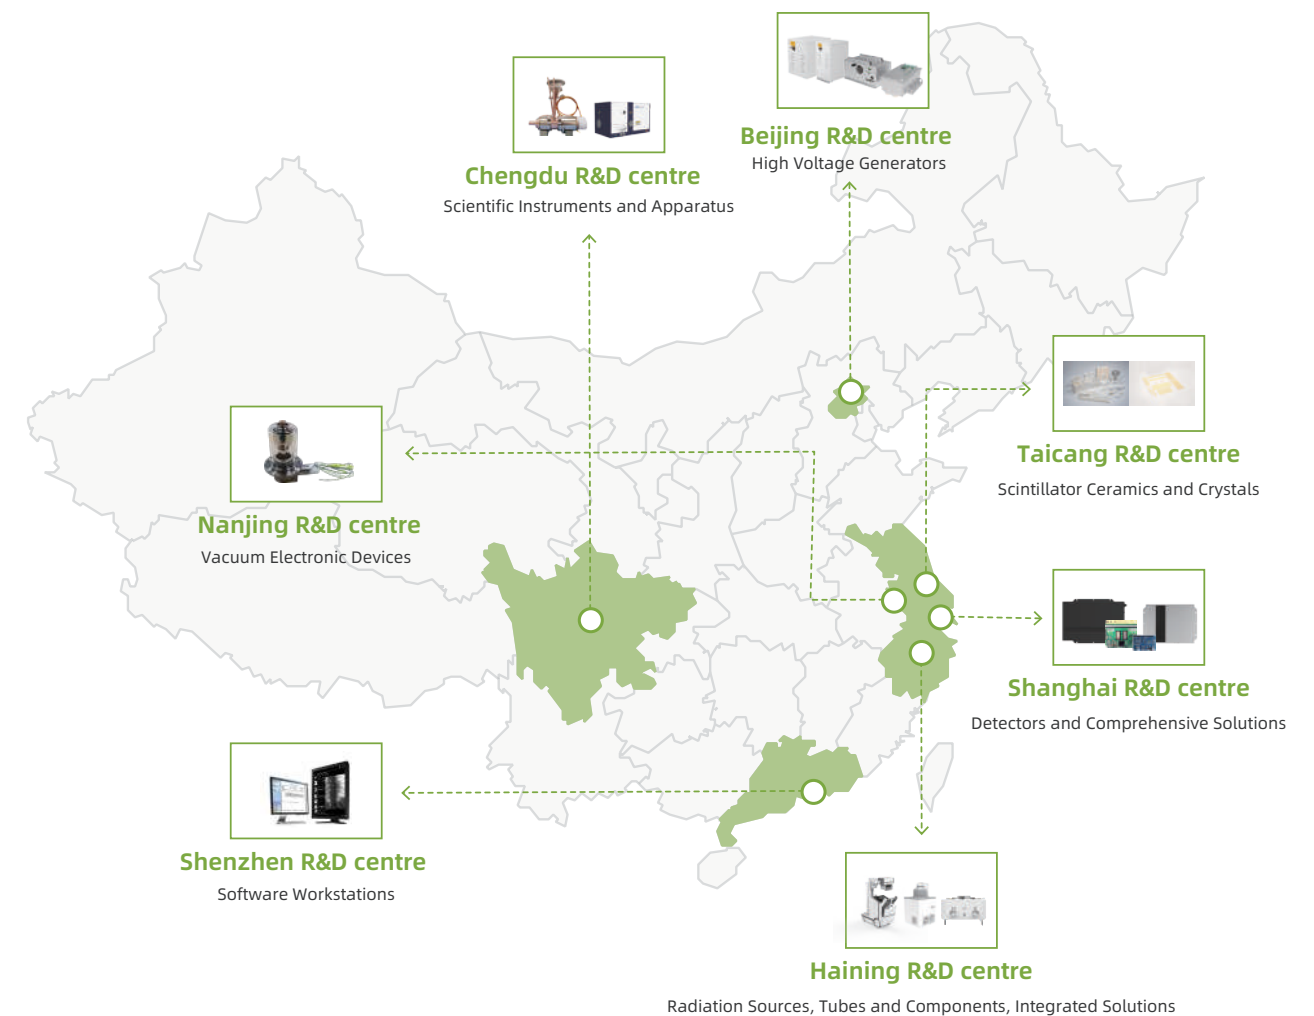 Beijing R&D centre
High Voltage Generators
Chengdu R&D centre
Scientific Instruments and Apparatus
Taicang R&D centre
Scintillator Ceramics and Crystals
Nanjing R&D centre
Vacuum Electronic Devices
Shanghai R&D centre
Detectors and Comprehensive Solutions
Shenzhen R&D centre
Software Workstations
Haining R&D centre
Radiation Sources, Tubes and Components, Integrated Solutions